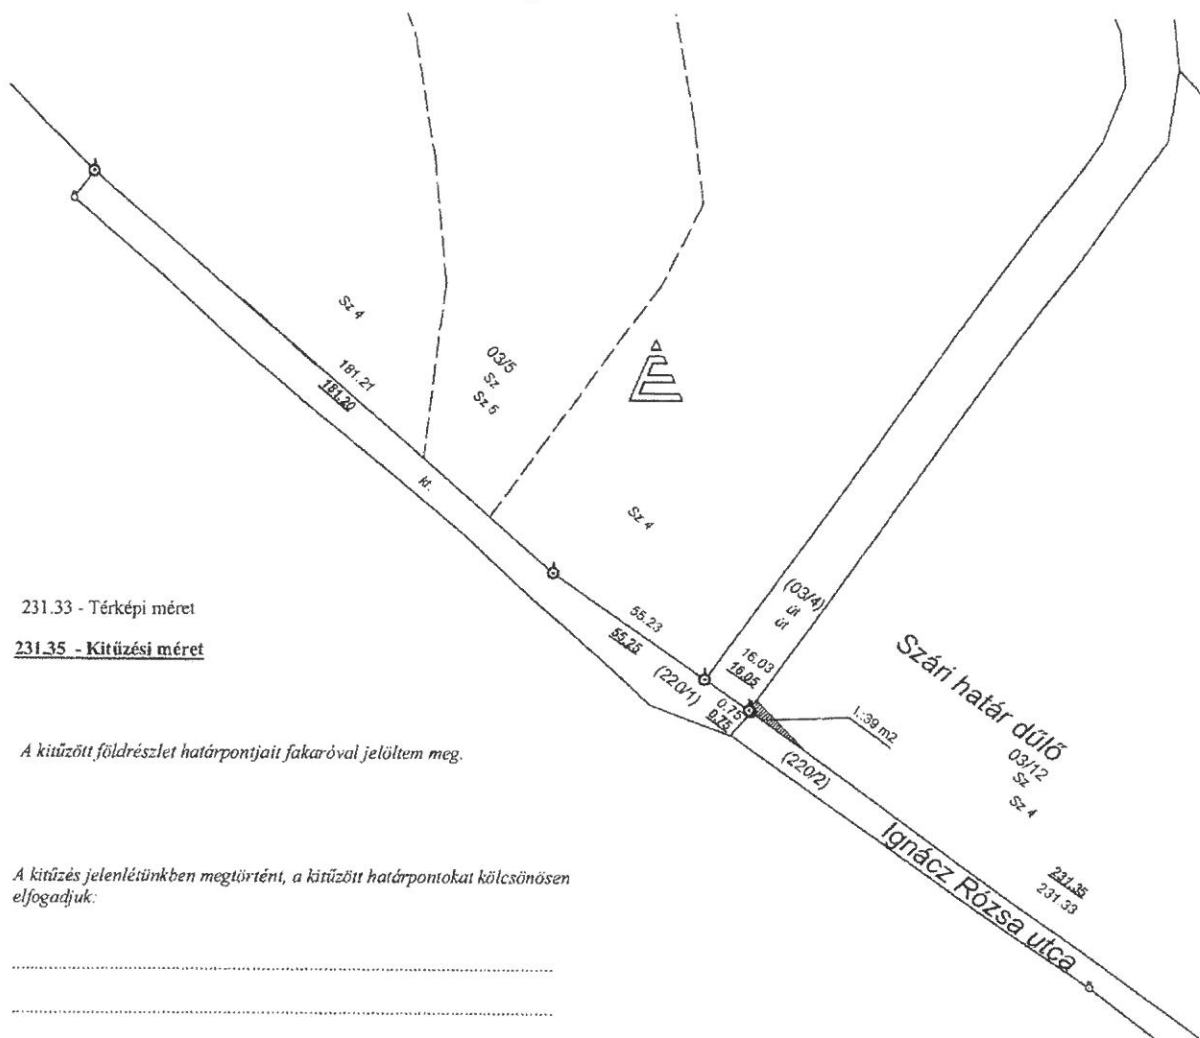 Sz 4
181.21
181.20
03/5
Sz
Sz 5
É
kt.
Sz 4
231.33 - Térképi méret
231.35 - Kitűzési méret
55.23
55.25
(220/1)
(03/4)
út
út
16.03
16.05
0.75
0.75
I.:39 m2
(220/2)
Szári határ dűlő
03/12
Sz
Sz 4
Ignácz Rózsa utca
231.35
231.33
A kitűzött földrészlet határpontjait fakaróval jelöltem meg.
A kitűzés jelenlétünkben megtörtént, a kitűzött határpontokat kölcsönösen
elfogadjuk: